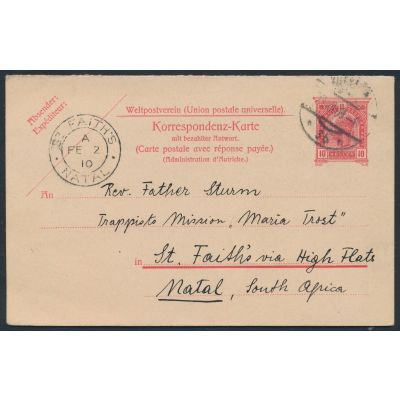 Absender:
Expéditeur:
Weltpostverein (Union postale universelle).
Korrespondenz-Karte
mit bezahlter Antwort.
(Carte postale avec réponse payée.)
(Administration d'Autriche.)
ST. FAITH'S
A
FE 2
10
NATAL
10 10
An Rev. Father Sturm
Trappists Mission "Maria Trost"
in St. Faith's via High Flats
Natal, South Africa